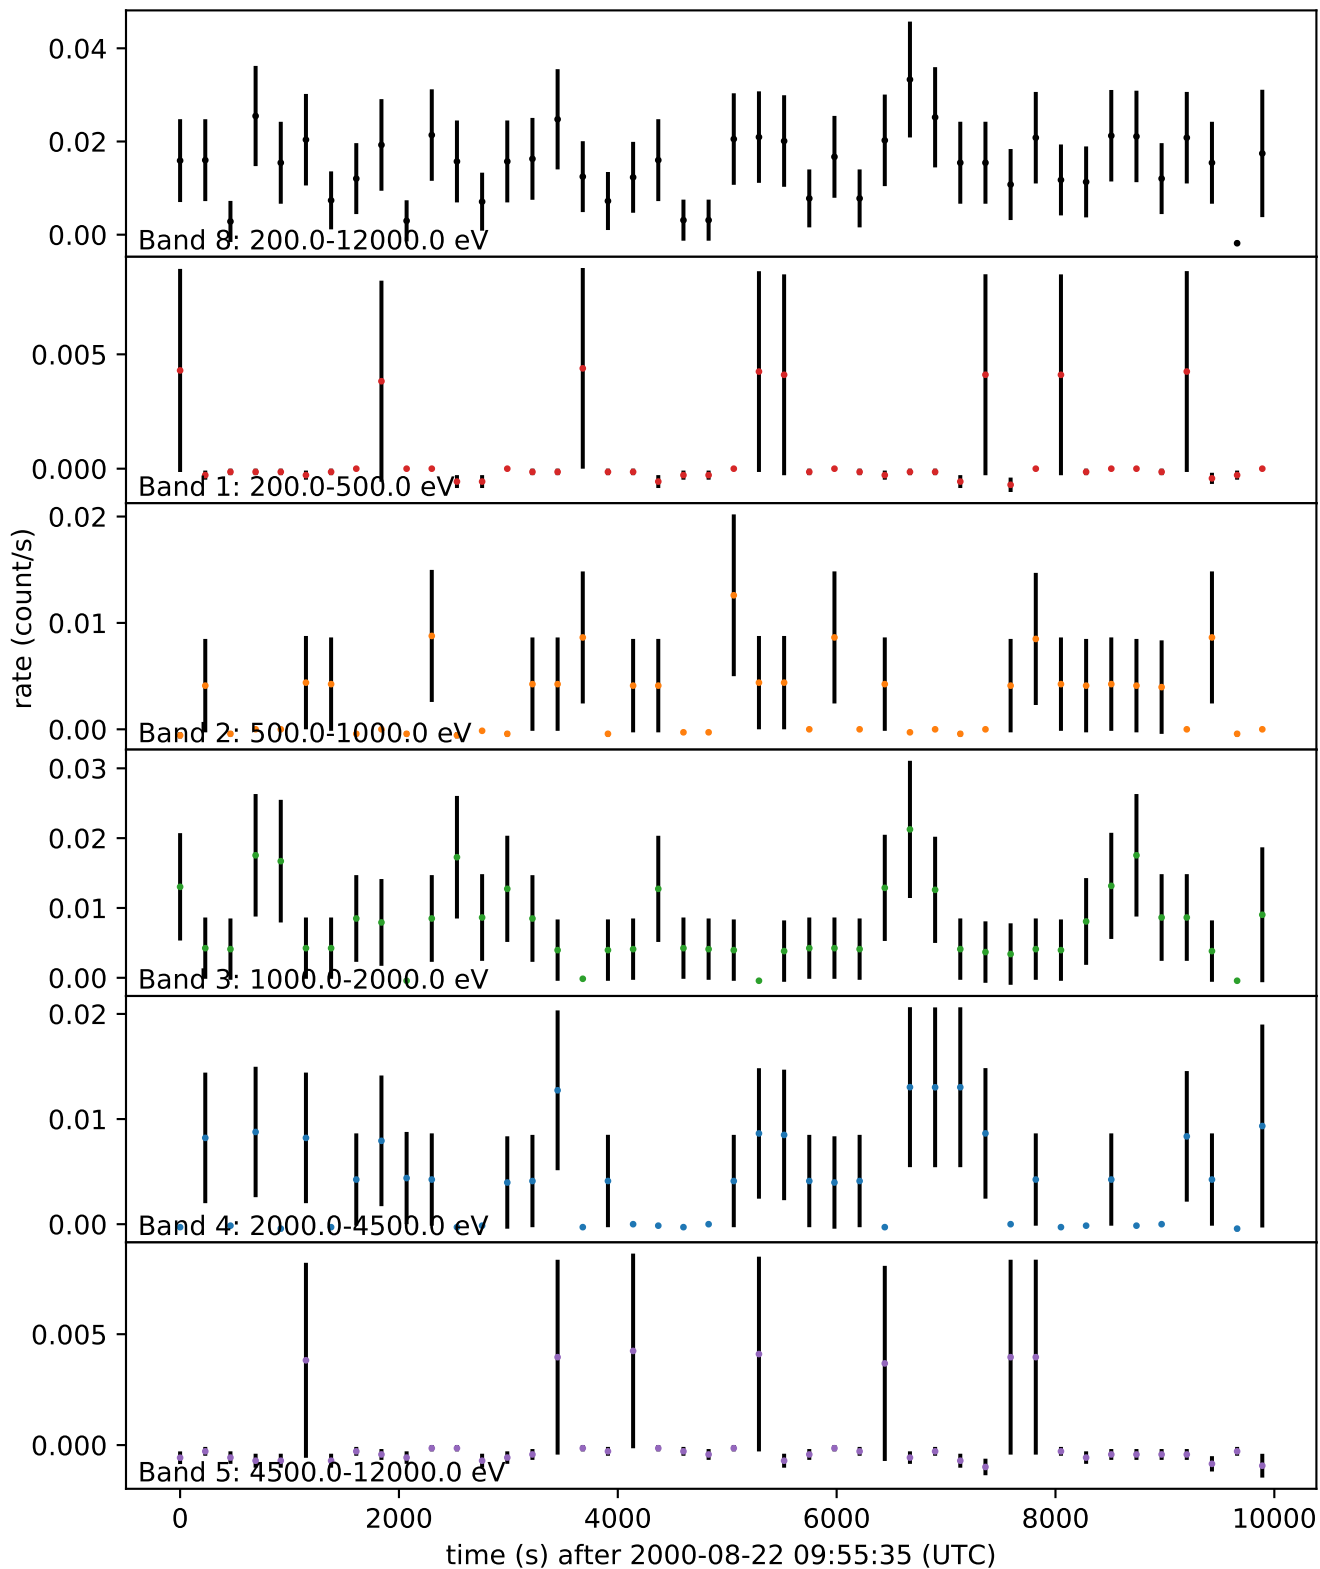 0.04
0.02
0.00
Band 8: 200.0-12000.0 eV
0.005
0.000
Band 1: 200.0-500.0 eV
0.02
0.01
0.00
Band 2: 500.0-1000.0 eV
rate (count/s)
0.03
0.02
0.01
0.00
Band 3: 1000.0-2000.0 eV
0.02
0.01
0.00
Band 4: 2000.0-4500.0 eV
0.005
0.000
Band 5: 4500.0-12000.0 eV
0 2000 4000 6000 8000 10000
time (s) after 2000-08-22 09:55:35 (UTC)